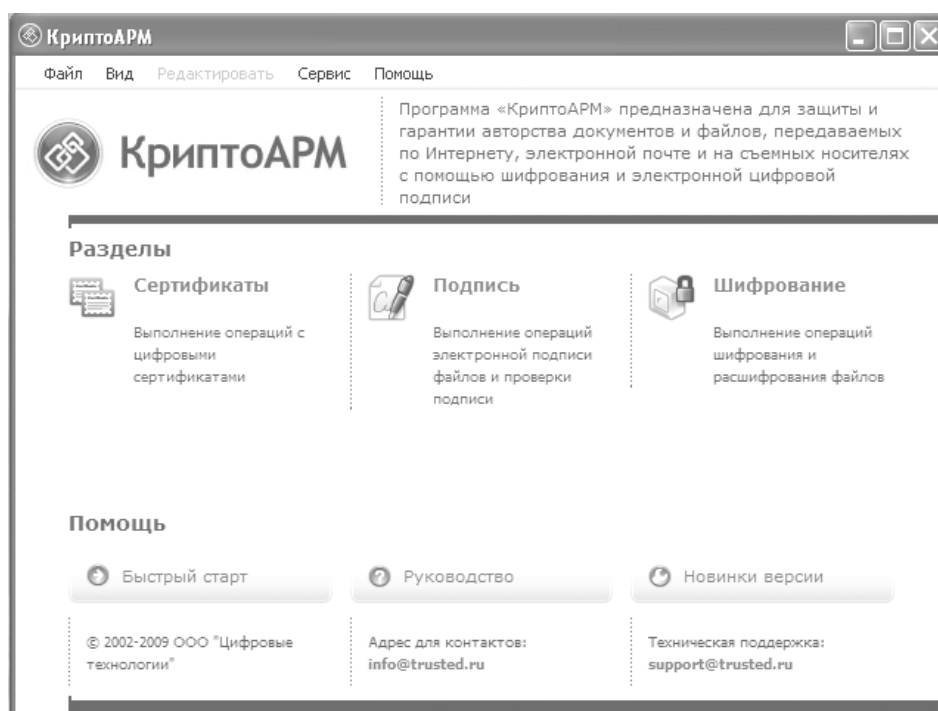 КриптоАРМ
Файл Вид Редактировать Сервис Помощь
КриптоАРМ
Программа «КриптоАРМ» предназначена для защиты и
гарантии авторства документов и файлов, передаваемых
по Интернету, электронной почте и на съемных носителях
с помощью шифрования и электронной цифровой
подписи
Разделы
Сертификаты
Выполнение операций с
цифровыми
сертификатами
Подпись
Выполнение операций
электронной подписи
файлов и проверки
подписи
Шифрование
Выполнение операций
шифрования и
расшифрования файлов
Помощь
Быстрый старт
Руководство
Новинки версии
© 2002-2009 ООО "Цифровые
технологии"
Адрес для контактов:
info@trusted.ru
Техническая поддержка:
support@trusted.ru